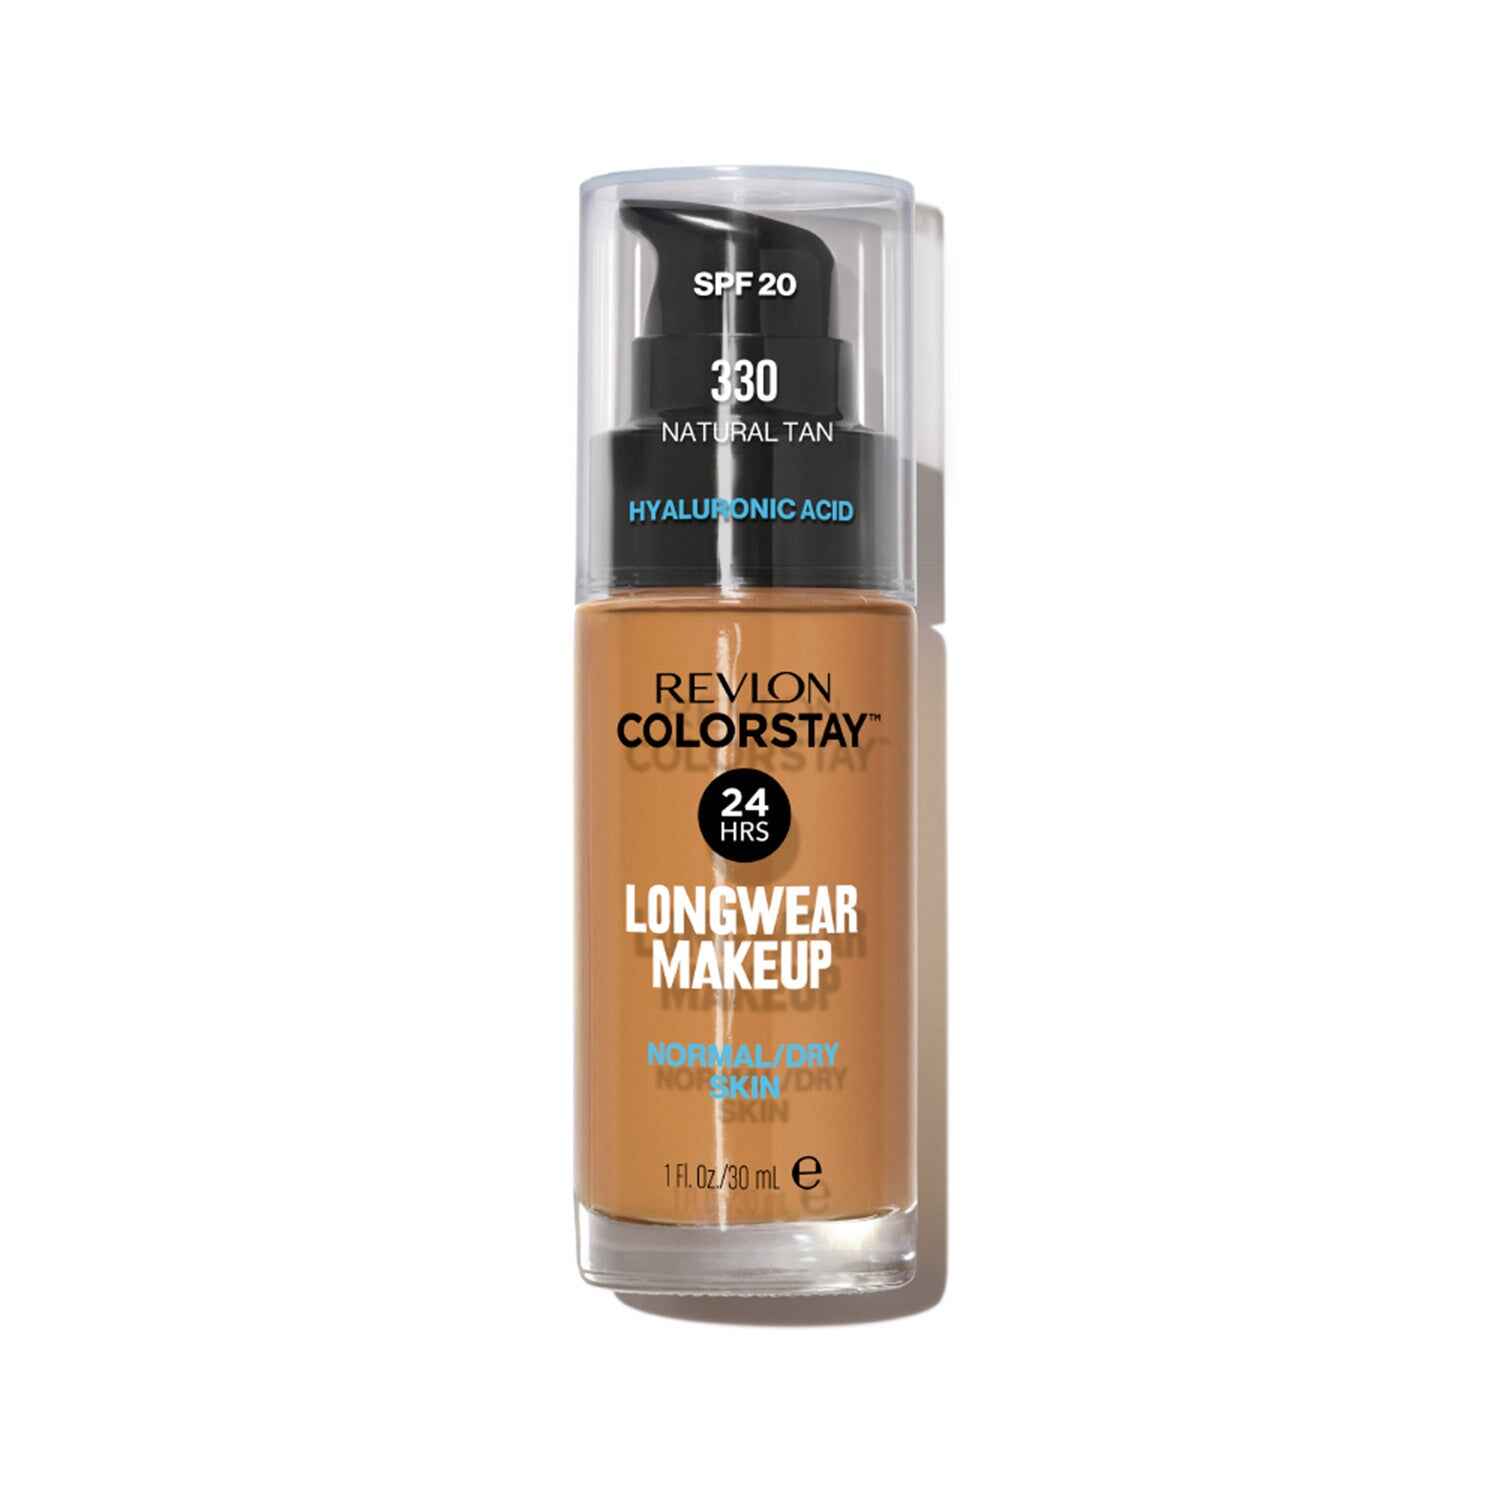 SPF 20
330
NATURAL TAN
HYALURONIC ACID
REVLON
COLORSTAY™
24
HRS
LONGWEAR
MAKEUP
NORMAL/DRY
SKIN
1 Fl. Oz./30 mL ℮